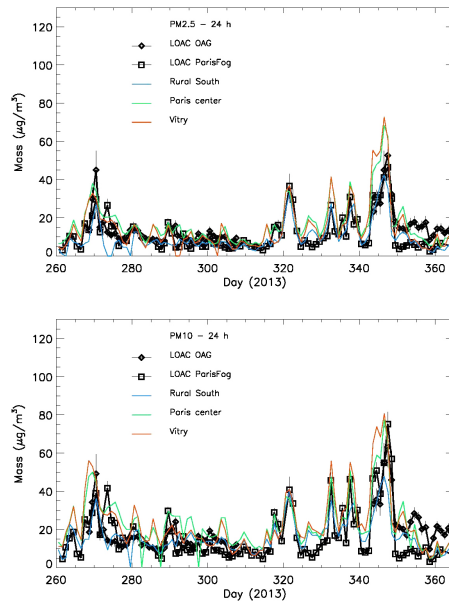 PM2.5 – 24 h
LOAC OAG
LOAC ParisFog
Rural South
Paris center
Vitry
Mass (μg/m³)
120
100
80
60
40
20
0
260 280 300 320 340 360
Day (2013)
PM10 – 24 h
LOAC OAG
LOAC ParisFog
Rural South
Paris center
Vitry
Mass (μg/m³)
120
100
80
60
40
20
0
260 280 300 320 340 360
Day (2013)